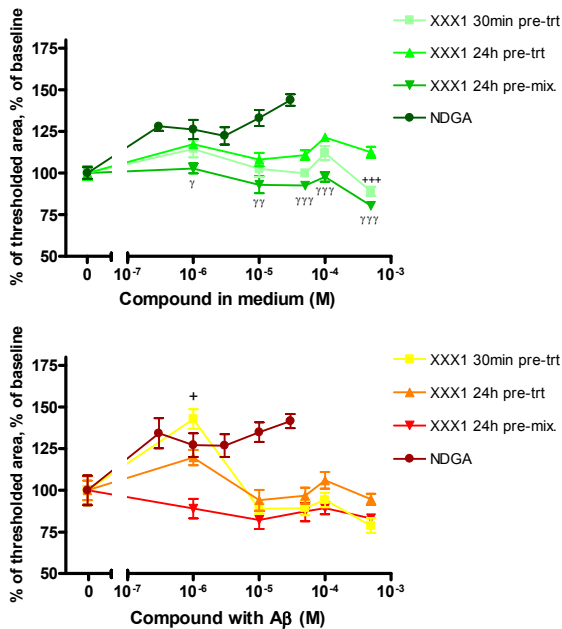 % of thresholded area, % of baseline
175
150
125
100
75
50
γ
γγ
γγγ
γγγ
+++
γγγ
0
10⁻⁷
10⁻⁶
10⁻⁵
10⁻⁴
10⁻³
Compound in medium (M)
XXX1 30min pre-trt
XXX1 24h pre-trt
XXX1 24h pre-mix.
NDGA
% of thresholded area, % of baseline
175
150
125
100
75
50
+
0
10⁻⁷
10⁻⁶
10⁻⁵
10⁻⁴
10⁻³
Compound with Aβ (M)
XXX1 30min pre-trt
XXX1 24h pre-trt
XXX1 24h pre-mix.
NDGA